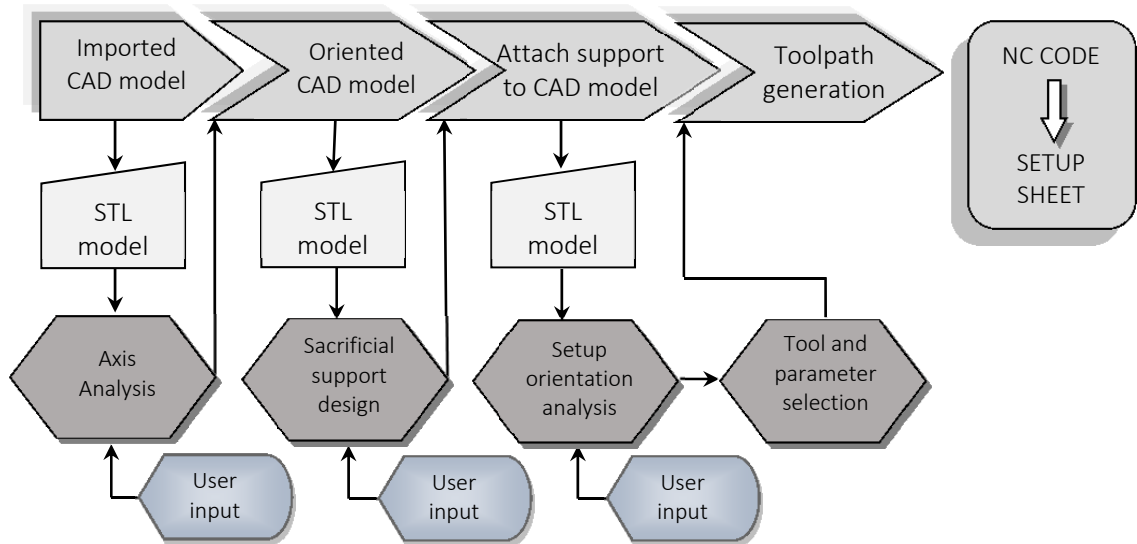 Imported
CAD model
Oriented
CAD model
Attach support
to CAD model
Toolpath
generation
NC CODE
SETUP
SHEET
STL
model
STL
model
STL
model
Axis
Analysis
Sacrificial
support
design
Setup
orientation
analysis
Tool and
parameter
selection
User
input
User
input
User
input